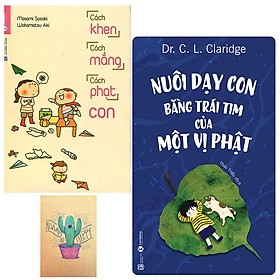 Masami Sasaki
Wakamatsu Aki
Cách
khen
Cách
mắng
Cách
phạt
con
Dr. C. L. Claridge
NUÔI DẠY CON
BẰNG TRÁI TIM
CỦA
MỘT VỊ PHẬT